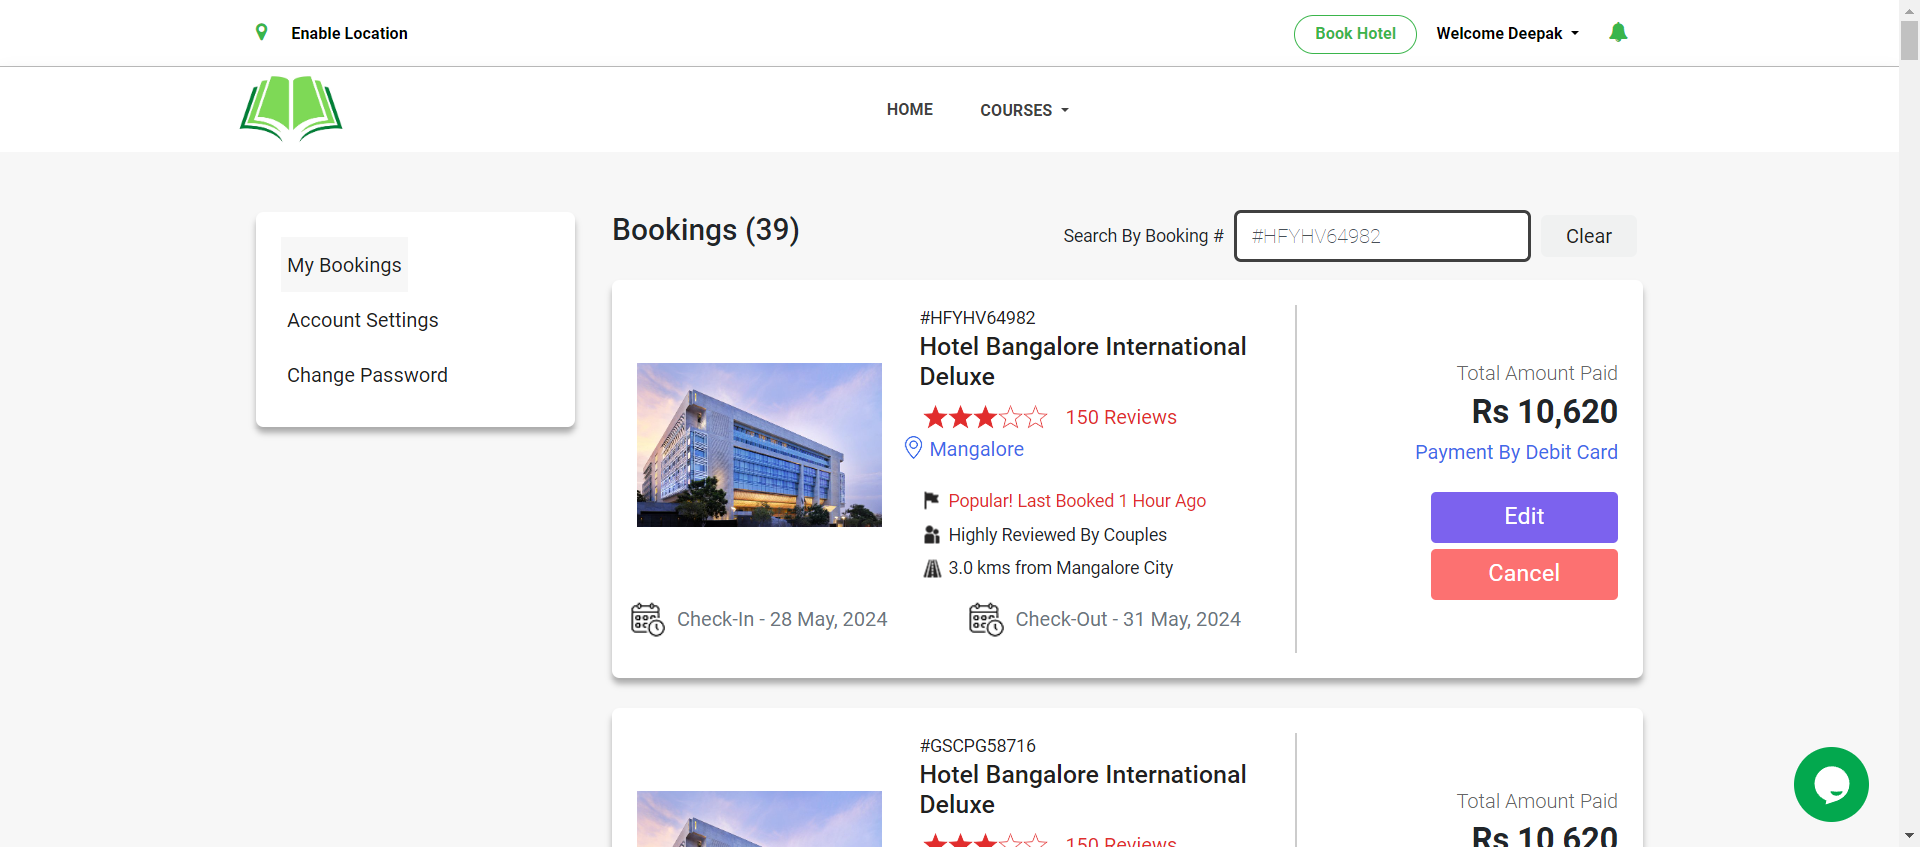 Enable Location
Book Hotel
Welcome Deepak
HOME
COURSES
My Bookings
Account Settings
Change Password
Bookings (39)
Search By Booking #
#HFYHV64982
Clear
#HFYHV64982
Hotel Bangalore International
Deluxe
150 Reviews
Mangalore
Popular! Last Booked 1 Hour Ago
Highly Reviewed By Couples
3.0 kms from Mangalore City
Check-In - 28 May, 2024
Check-Out - 31 May, 2024
Total Amount Paid
Rs 10,620
Payment By Debit Card
Edit
Cancel
#GSCPG58716
Hotel Bangalore International
Deluxe
150 Reviews
Total Amount Paid
Rs 10,620